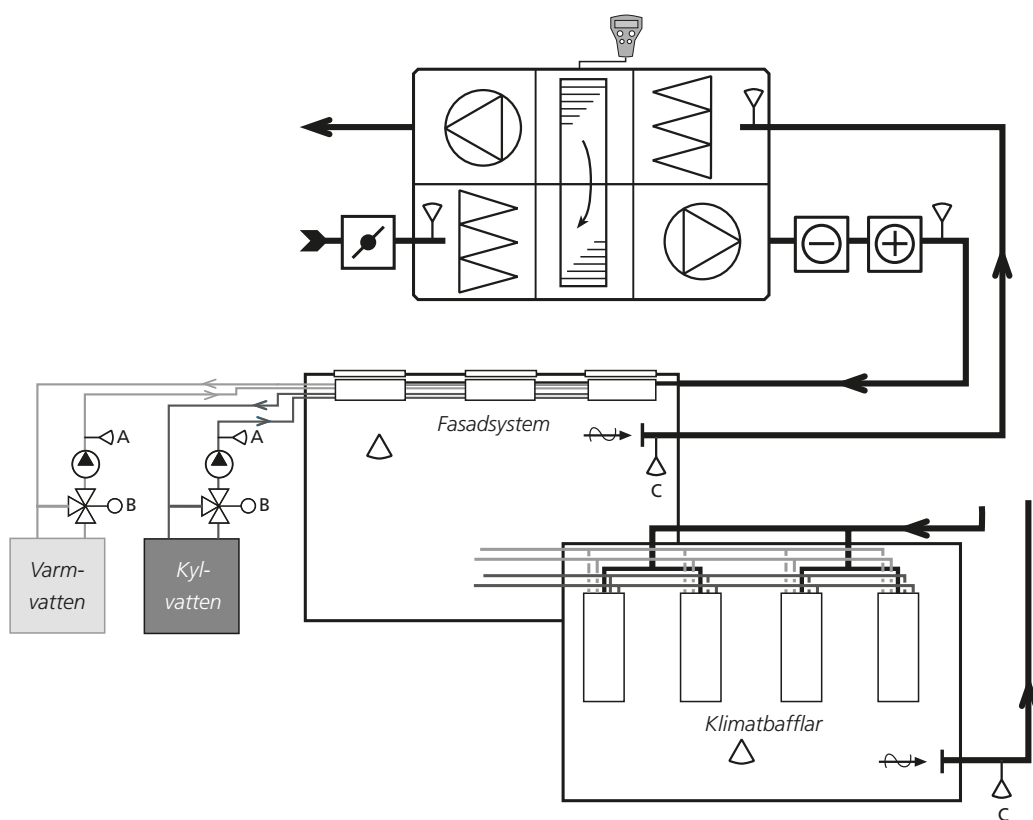 Fasadsystem
A
A
C
B
B
Varm-
vatten
Kyl-
vatten
Klimatbafflar
C